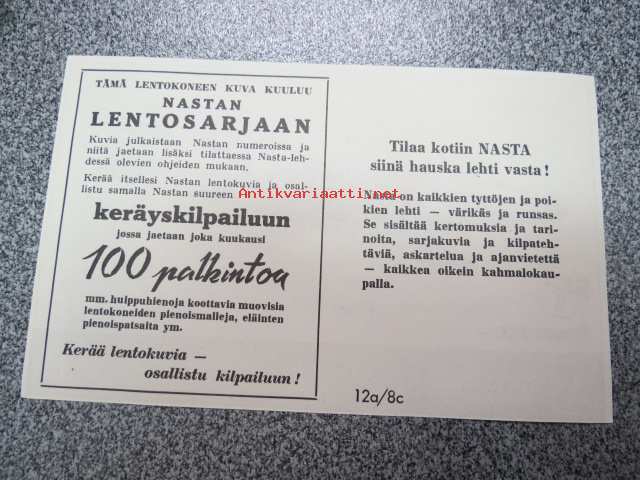 TÄMÄ LENTOKONEEN KUVA KUULUU
NASTAN
LENTOSARJAAN
Kuvia julkaistaan Nastan numeroissa ja
niitä jaetaan lisäksi tilattaessa Nasta-leh-
dessä olevien ohjeiden mukaan.
Kerää itsellesi Nastan lentokuvia ja osal-
listu samalla Nastan suureen
keräyskilpailuun
jossa jaetaan joka kuukausi
100 palkintoa
mm. huippuhienoja koottavia muovisia
lentokoneiden pienoismalleja, eläinten
pienoispatsaita ym.
Kerää lentokuvia —
osallistu kilpailuun!
Tilaa kotiin NASTA
siinä hauska lehti vasta!
Nasta on kaikkien tyttöjen ja poi-
kien lehti — värikäs ja runsas.
Se sisältää kertomuksia ja tari-
noita, sarjakuvia ja kilpateh-
täviä, askartelua ja ajanvietettä
— kaikkea oikein kahmalokau-
palla.
12a/8c
Antikvariaatti.net